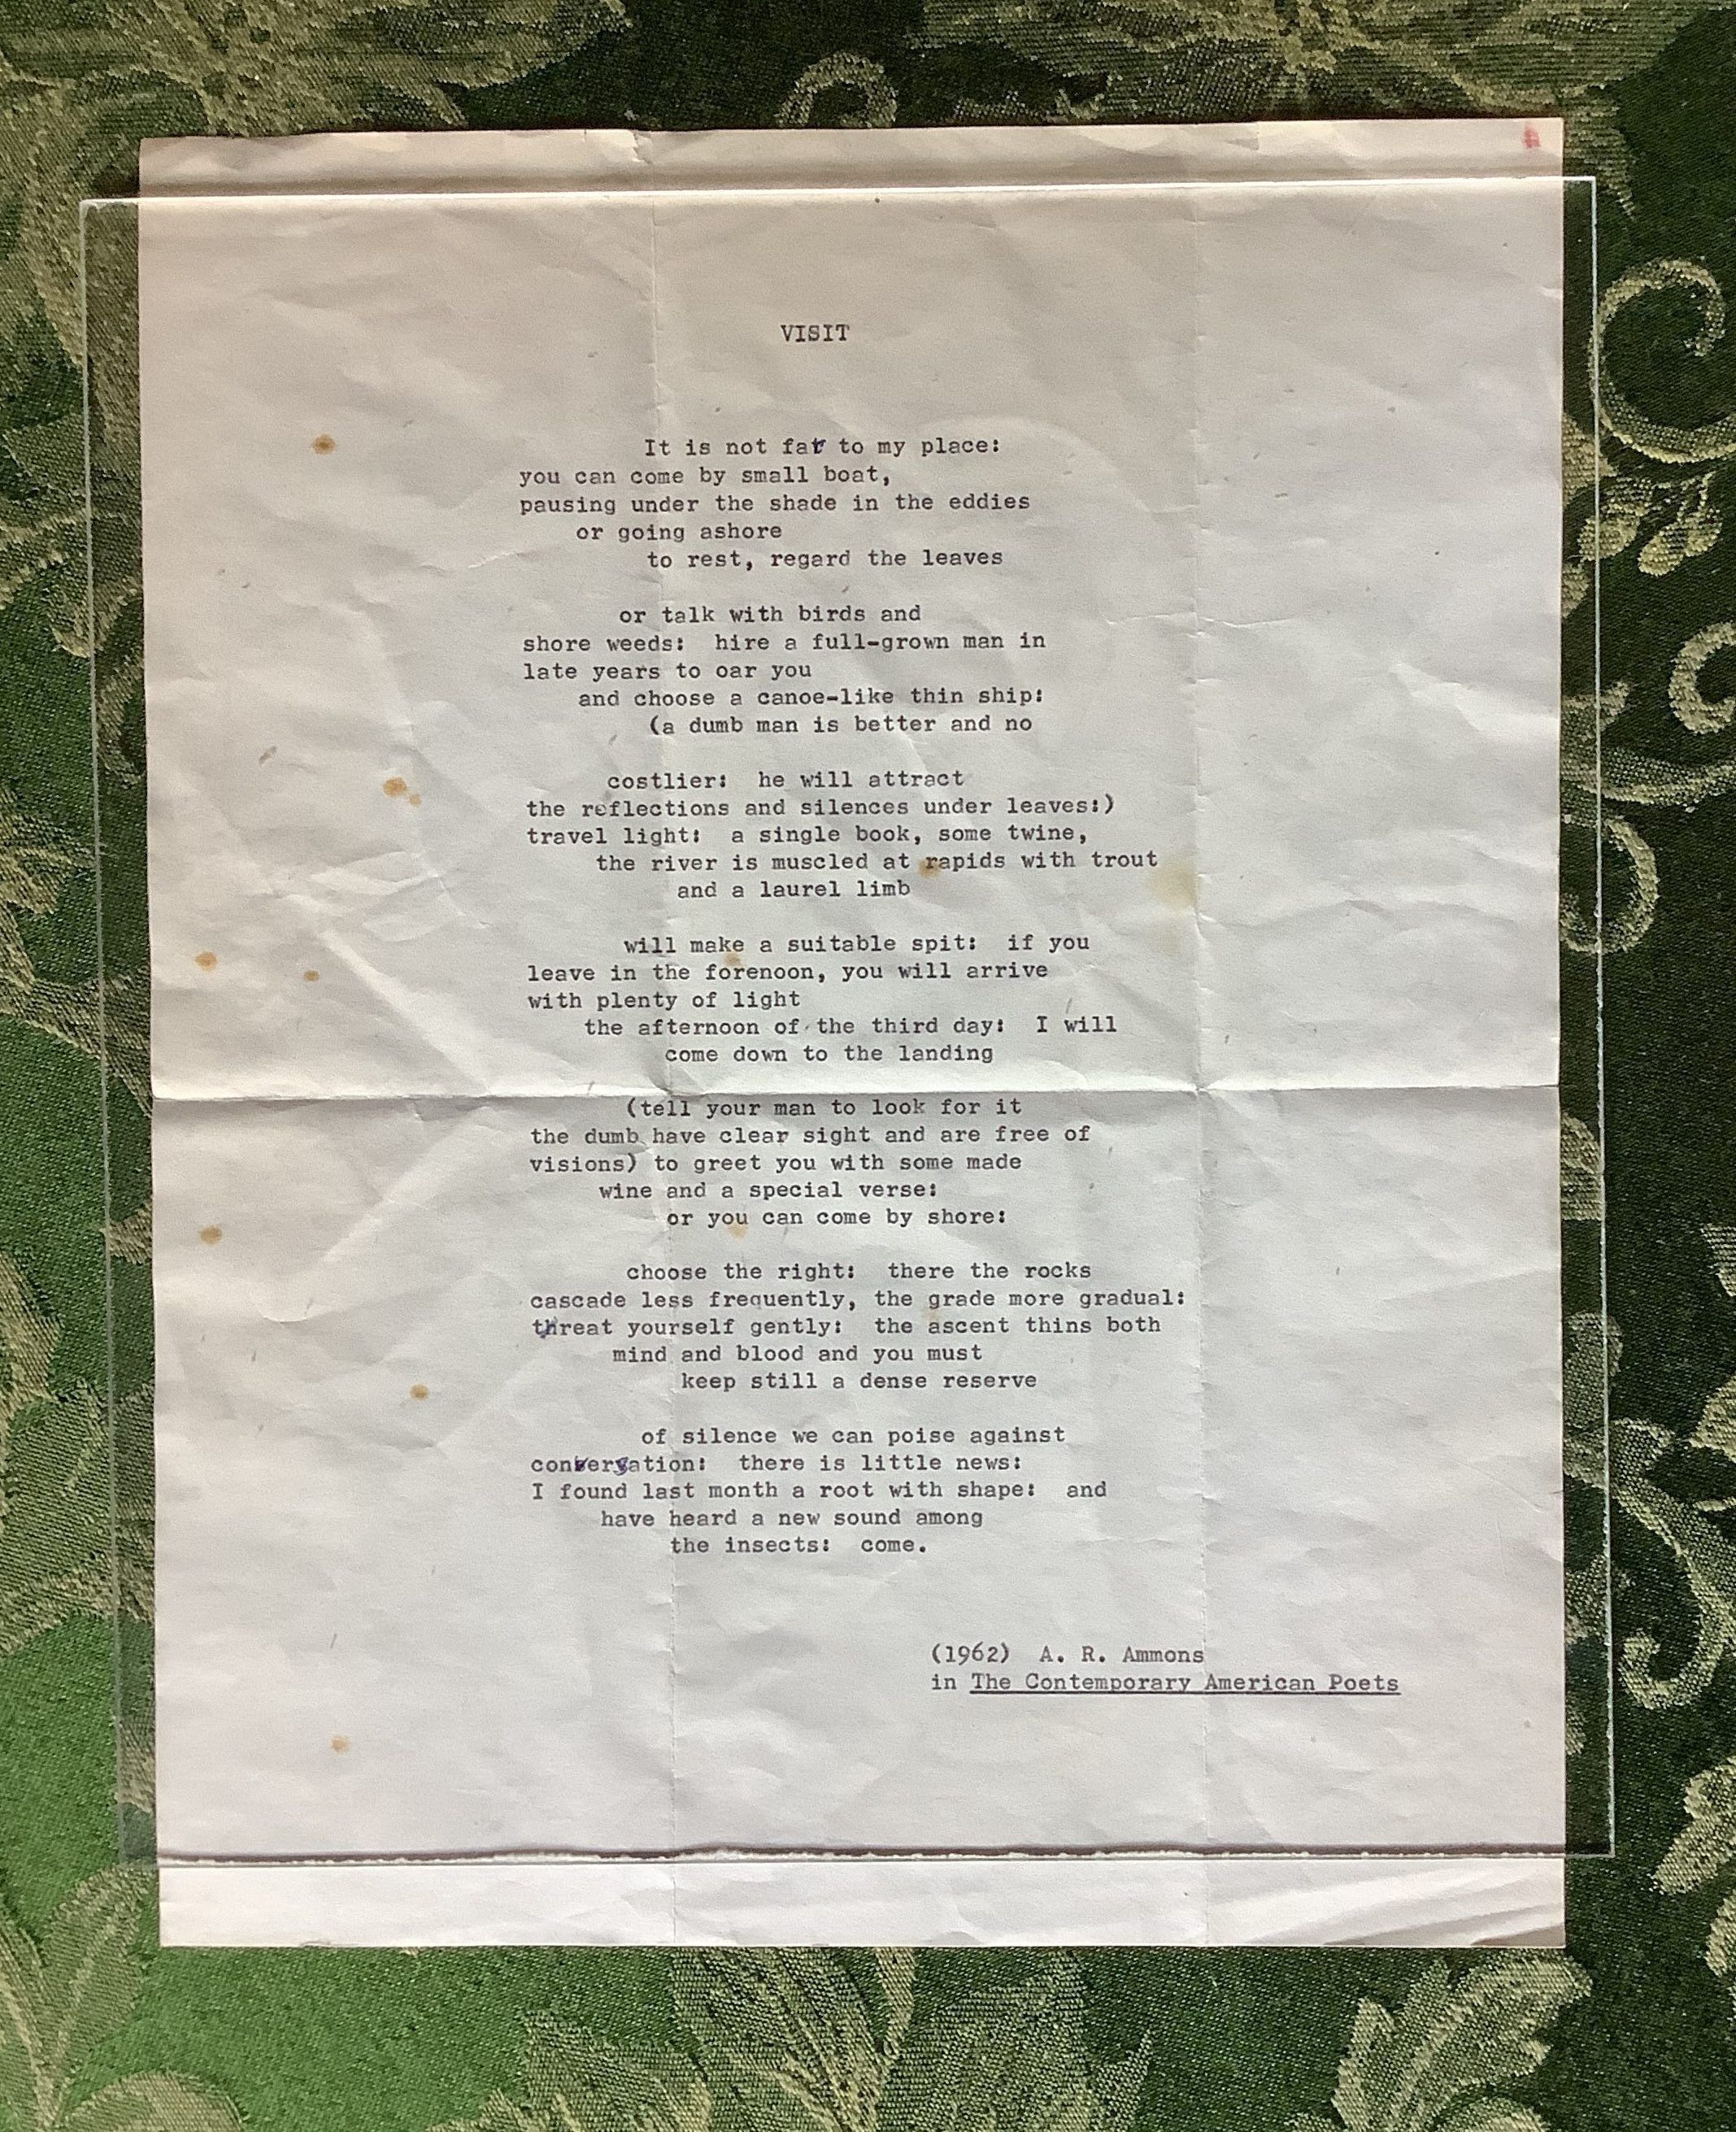 VISIT
It is not far to my place:
you can come by small boat,
pausing under the shade in the eddies
or going ashore
to rest, regard the leaves
or talk with birds and
shore weeds: hire a full-grown man in
late years to oar you
and choose a canoe-like thin ship:
(a dumb man is better and no
costlier: he will attract
the reflections and silences under leaves:)
travel light: a single book, some twine,
the river is muscled at rapids with trout
and a laurel limb
will make a suitable spit: if you
leave in the forenoon, you will arrive
with plenty of light
the afternoon of the third day: I will
come down to the landing
(tell your man to look for it
the dumb have clear sight and are free of
visions) to greet you with some made
wine and a special verse:
or you can come by shore:
choose the right: there the rocks
cascade less frequently, the grade more gradual:
threat yourself gently: the ascent thins both
mind and blood and you must
keep still a dense reserve
of silence we can poise against
conversation: there is little news:
I found last month a root with shape: and
have heard a new sound among
the insects: come.
(1962) A. R. Ammons
in The Contemporary American Poets